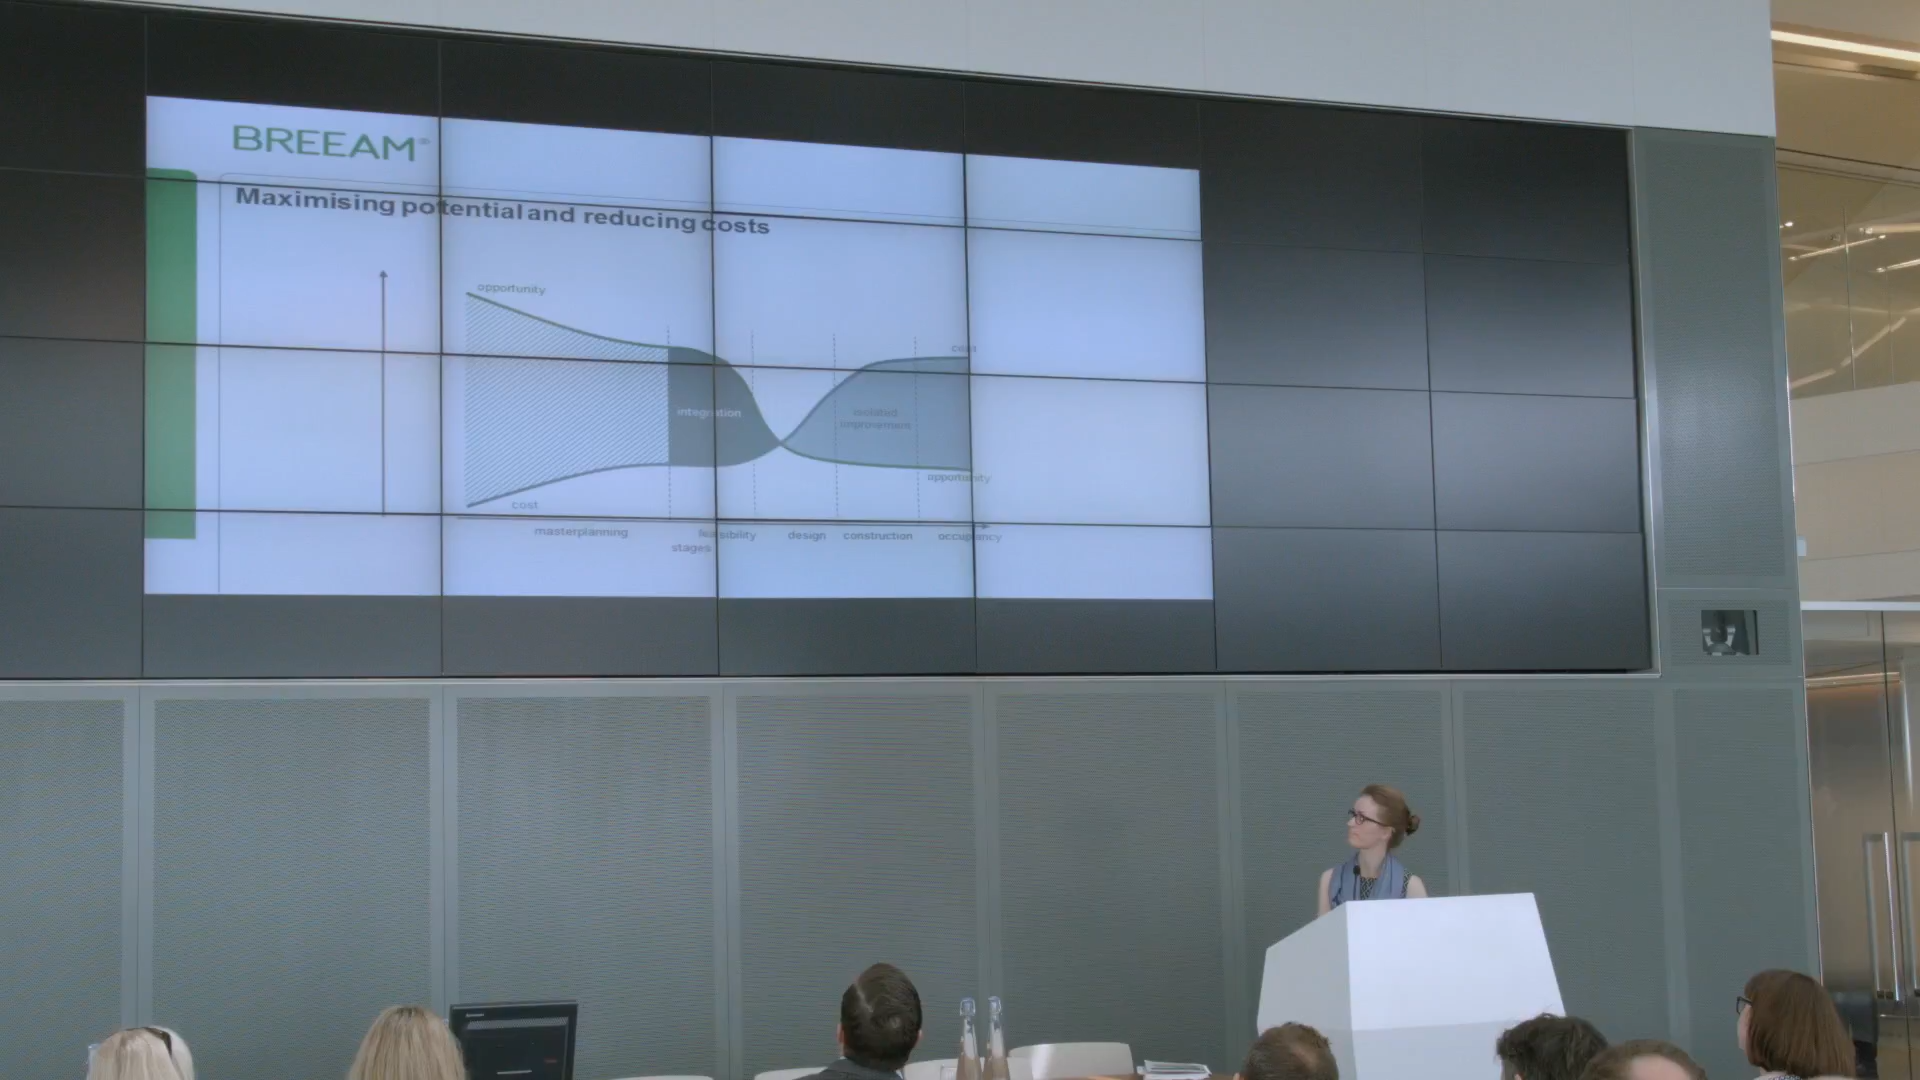 BREEAM®
Maximising potential and reducing costs
opportunity
cost
integration
isolated
improvement
opportunity
cost
masterplanning
feasibility
design
construction
occupancy
stages